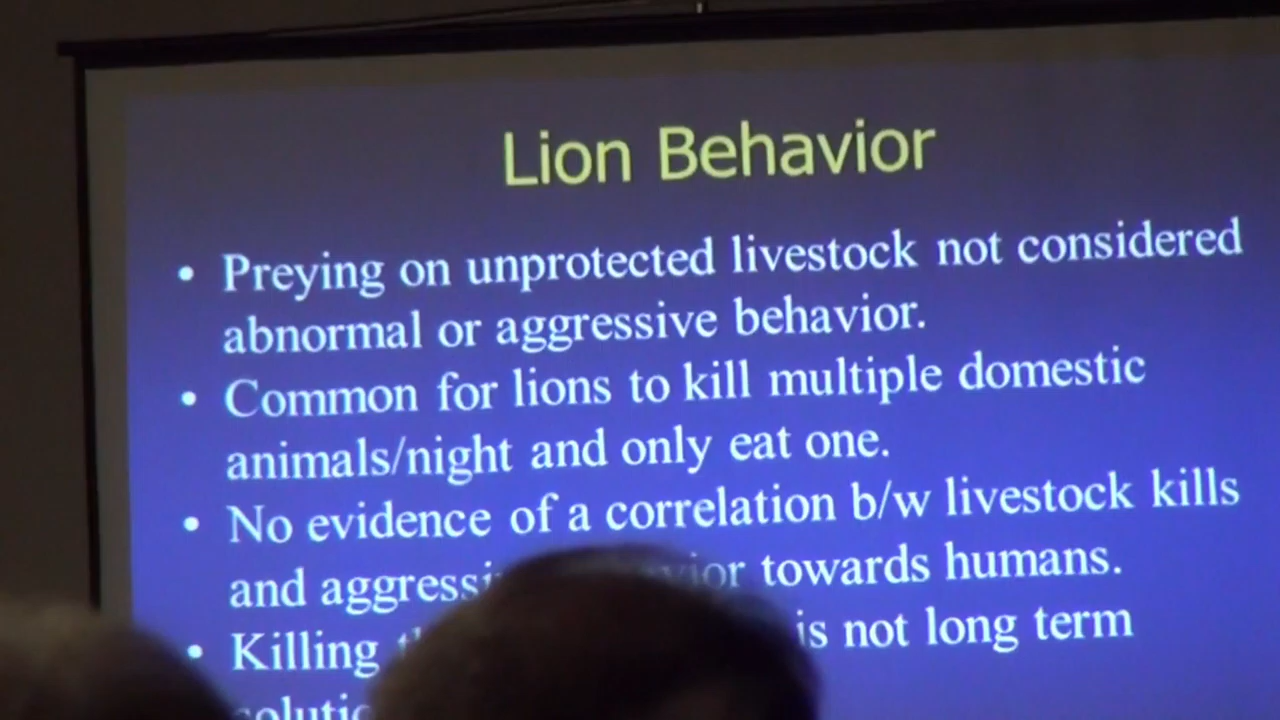 Lion Behavior
• Preying on unprotected livestock not considered
abnormal or aggressive behavior.
• Common for lions to kill multiple domestic
animals/night and only eat one.
• No evidence of a correlation b/w livestock kills
and towards humans.
• Killing is not long term